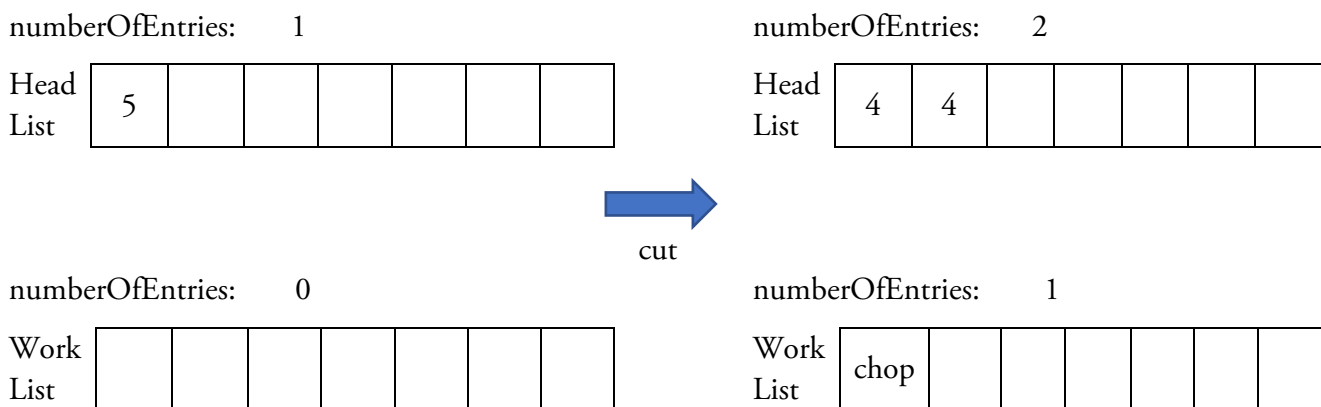 numberOfEntries: 1
Head
List
5
numberOfEntries: 2
Head
List
4 4
cut
numberOfEntries: 0
Work
List
numberOfEntries: 1
Work
List
chop